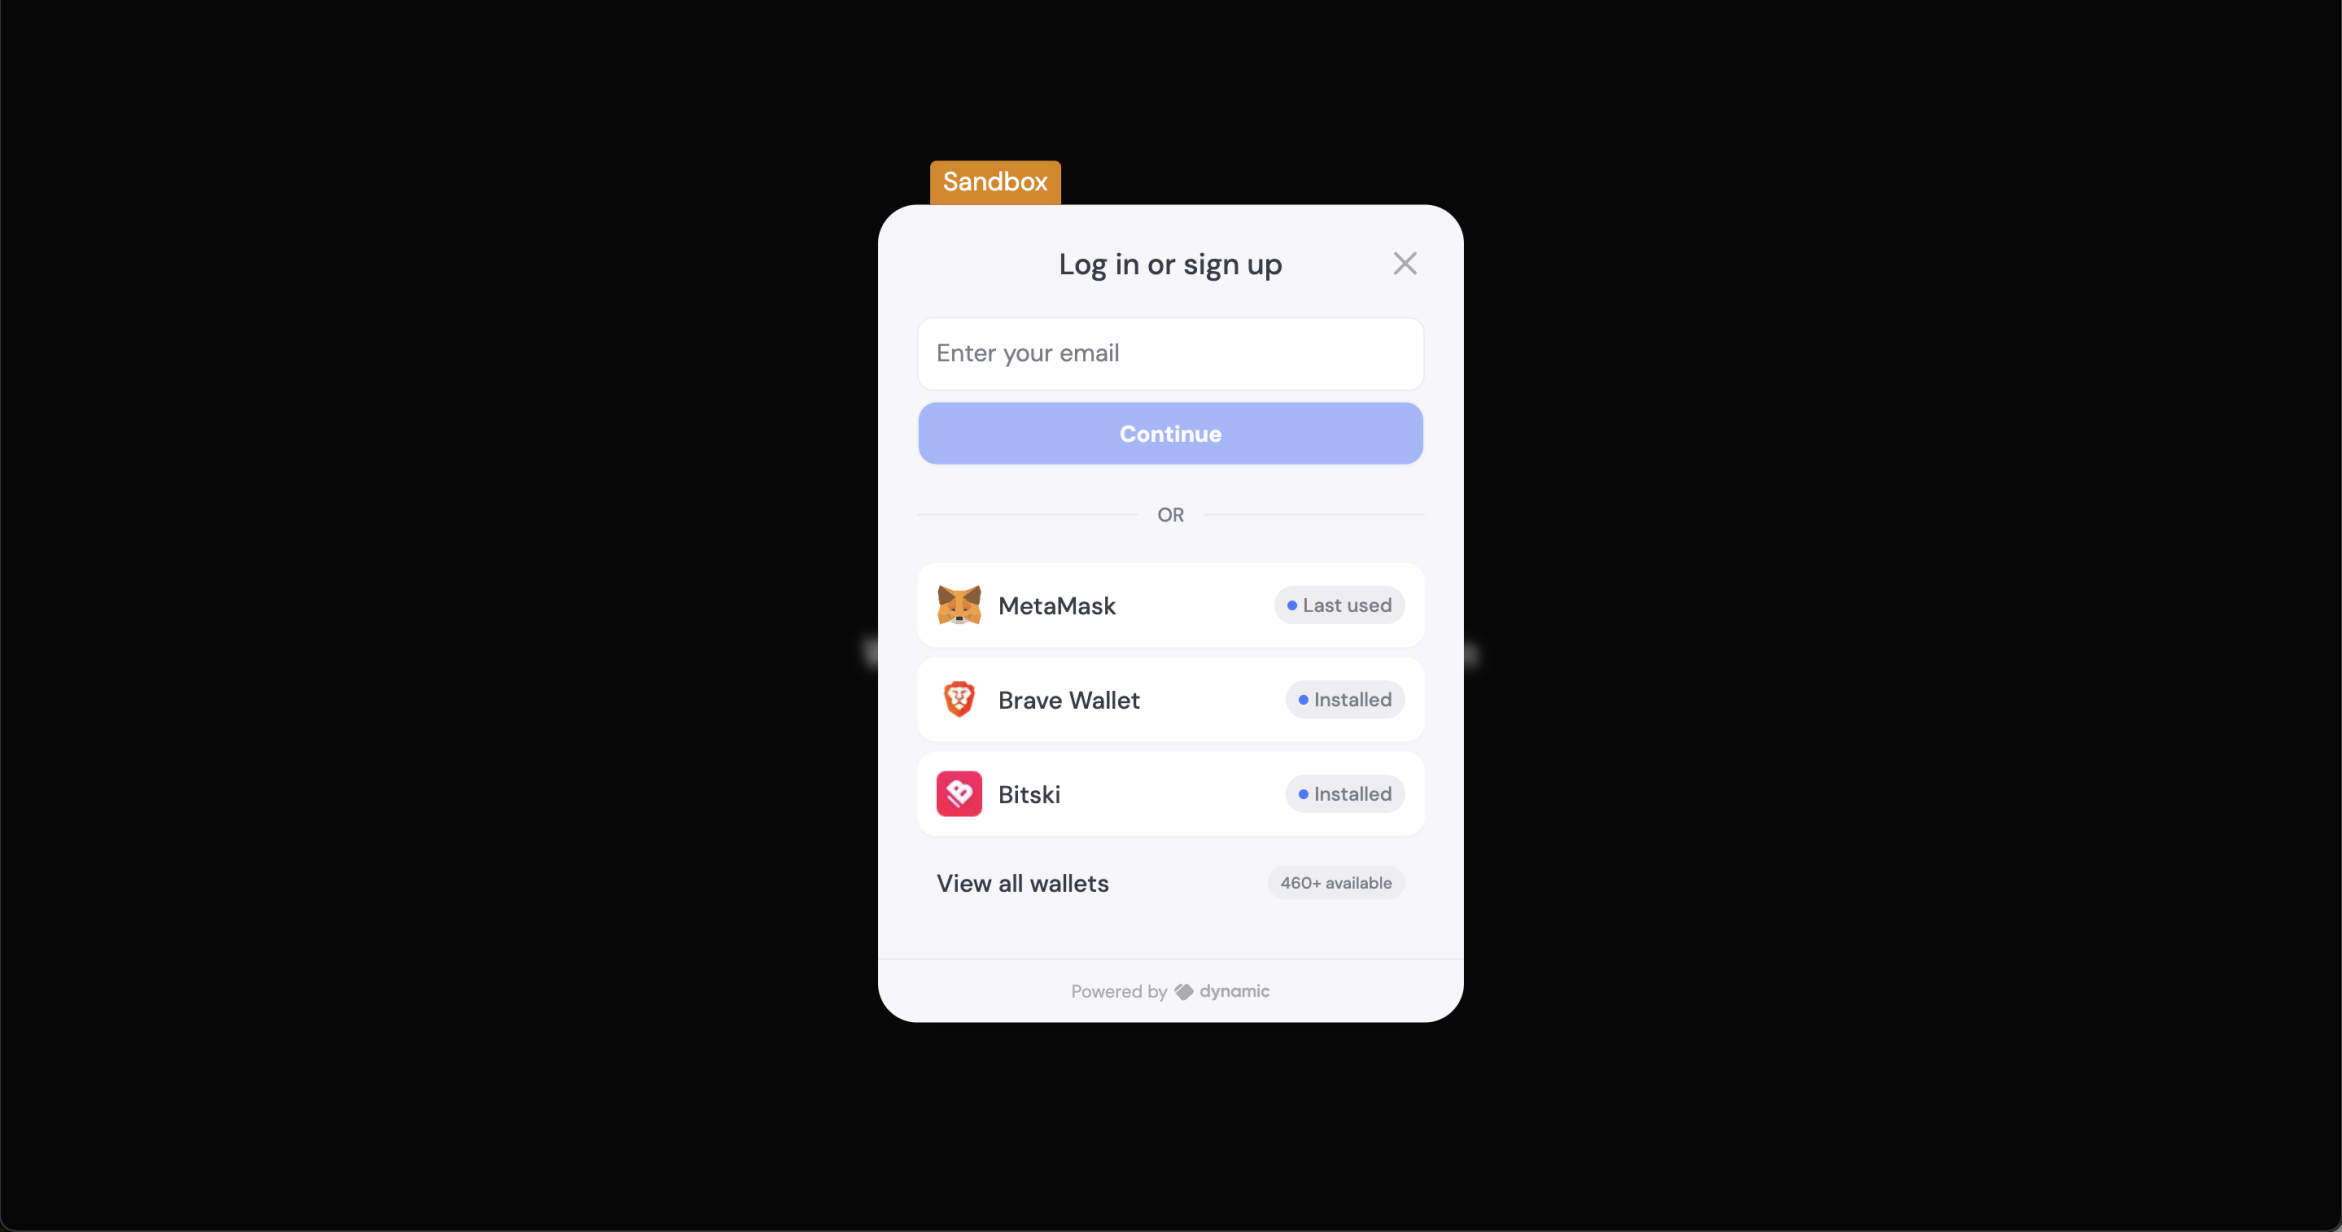 Sandbox
Log in or sign up
Enter your email
Continue
OR
MetaMask Last used
Brave Wallet Installed
Bitski Installed
View all wallets 460+ available
Powered by dynamic